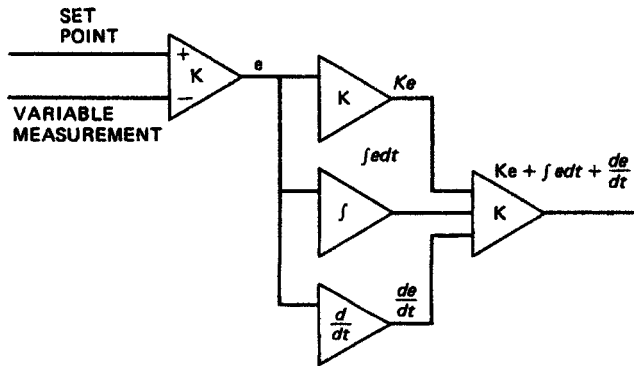 SET
POINT
+
K
−
e
VARIABLE
MEASUREMENT
K
Ke
∫edt
∫
d/dt
de/dt
K
Ke + ∫edt + de/dt